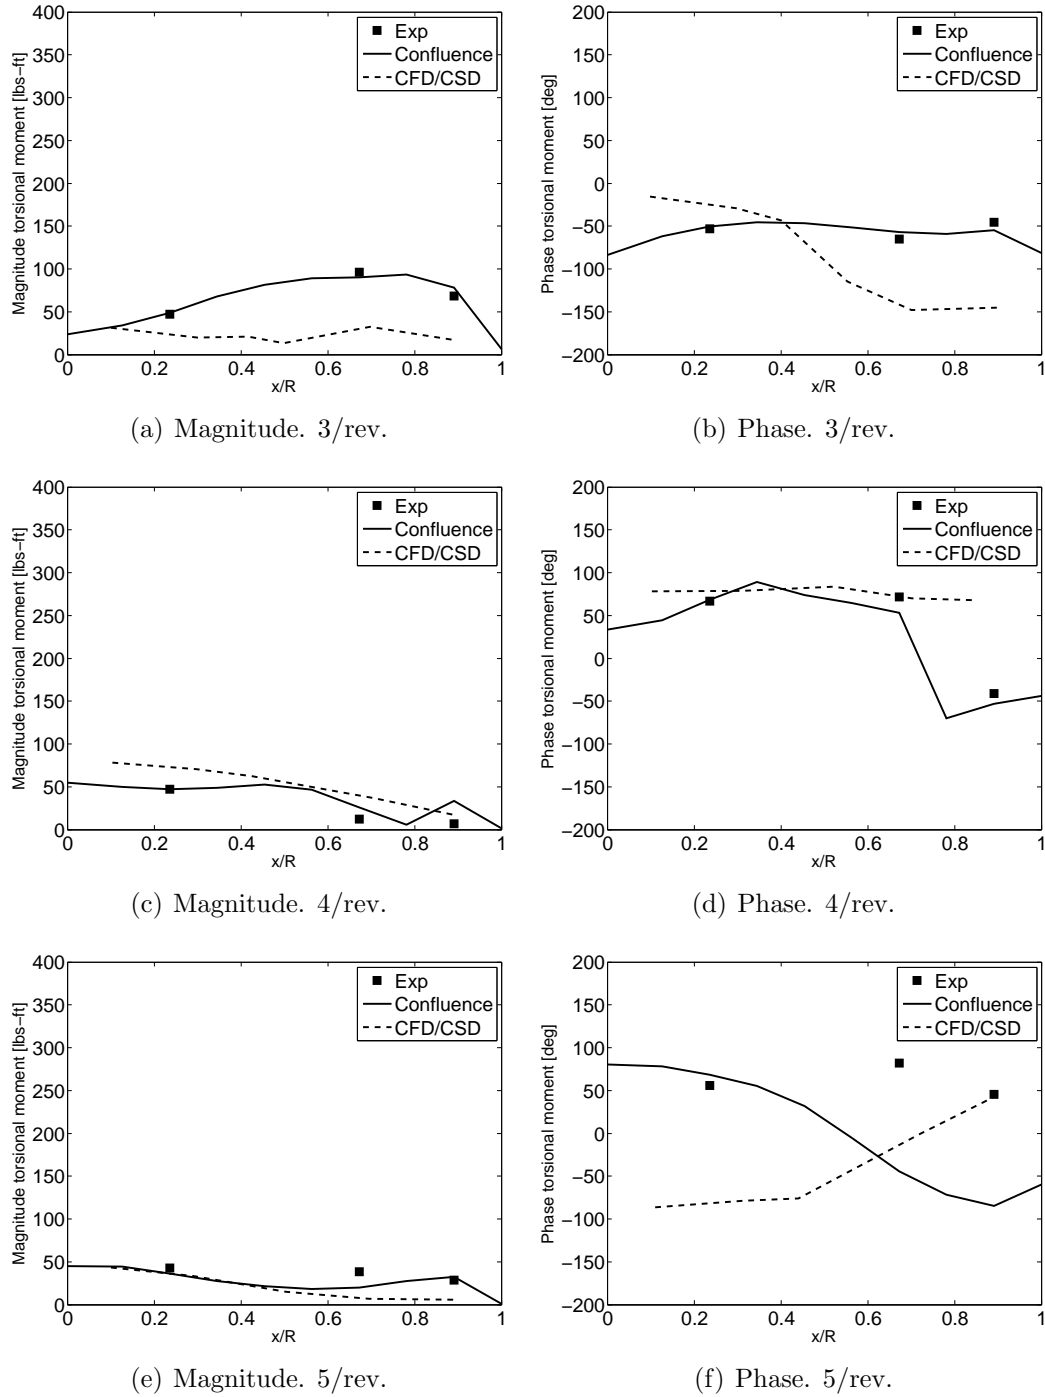 400
350
300
250
200
150
100
50
0
0 0.2 0.4 0.6 0.8 1
x/R
Magnitude torsional moment [lbs−ft]
Exp
Confluence
CFD/CSD
(a) Magnitude. 3/rev.
200
150
100
50
0
−50
−100
−150
−200
0 0.2 0.4 0.6 0.8 1
x/R
Phase torsional moment [deg]
Exp
Confluence
CFD/CSD
(b) Phase. 3/rev.
400
350
300
250
200
150
100
50
0
0 0.2 0.4 0.6 0.8 1
x/R
Magnitude torsional moment [lbs−ft]
Exp
Confluence
CFD/CSD
(c) Magnitude. 4/rev.
200
150
100
50
0
−50
−100
−150
−200
0 0.2 0.4 0.6 0.8 1
x/R
Phase torsional moment [deg]
Exp
Confluence
CFD/CSD
(d) Phase. 4/rev.
400
350
300
250
200
150
100
50
0
0 0.2 0.4 0.6 0.8 1
x/R
Magnitude torsional moment [lbs−ft]
Exp
Confluence
CFD/CSD
(e) Magnitude. 5/rev.
200
150
100
50
0
−50
−100
−150
−200
0 0.2 0.4 0.6 0.8 1
x/R
Phase torsional moment [deg]
Exp
Confluence
CFD/CSD
(f) Phase. 5/rev.